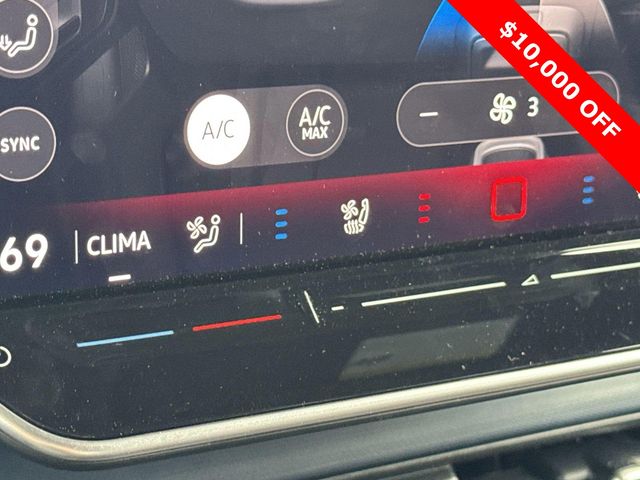 $10,000 OFF
A/C
A/C
MAX
3
SYNC
69
CLIMA